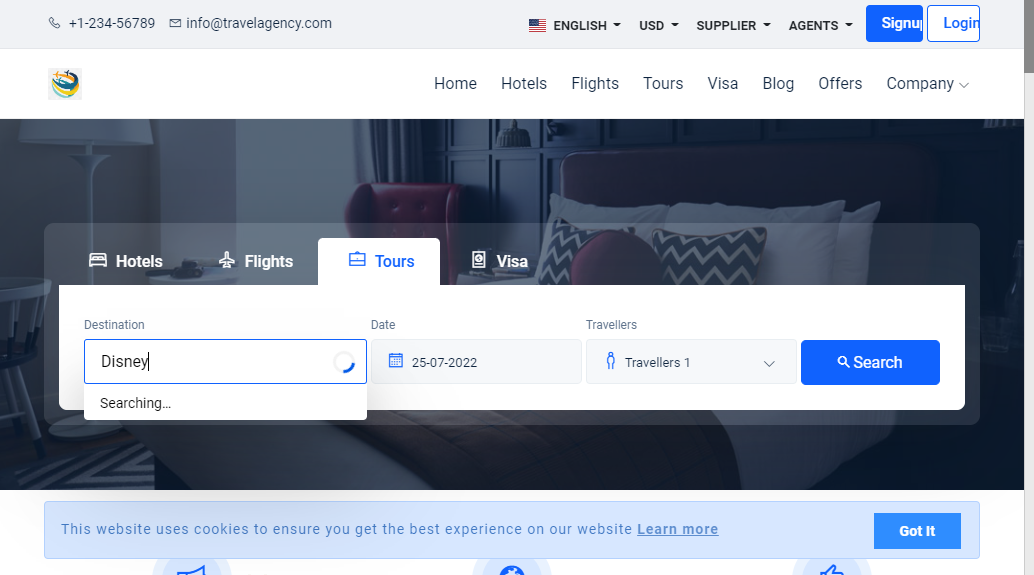 +1-234-56789 info@travelagency.com ENGLISH USD SUPPLIER AGENTS Signup Login
Home Hotels Flights Tours Visa Blog Offers Company
Hotels Flights Tours Visa
Destination Date Travellers
Disney 25-07-2022 Travellers 1 Search
Searching…
This website uses cookies to ensure you get the best experience on our website Learn more Got It